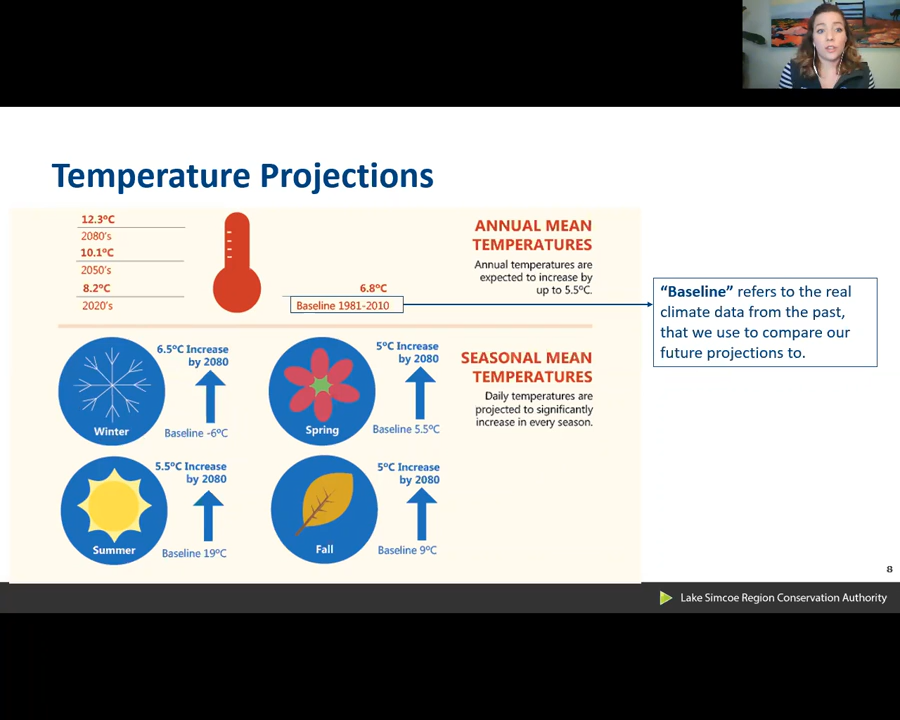 Temperature Projections
12.3ºC
2080's
10.1ºC
2050's
8.2ºC
2020's
6.8ºC
Baseline 1981-2010
ANNUAL MEAN
TEMPERATURES
Annual temperatures are
expected to increase by
up to 5.5ºC.
“Baseline” refers to the real
climate data from the past,
that we use to compare our
future projections to.
6.5ºC Increase
by 2080
Baseline -6ºC
Winter
5ºC Increase
by 2080
Baseline 5.5ºC
Spring
SEASONAL MEAN
TEMPERATURES
Daily temperatures are
projected to significantly
increase in every season.
5.5ºC Increase
by 2080
Baseline 19ºC
Summer
5ºC Increase
by 2080
Baseline 9ºC
Fall
8
Lake Simcoe Region Conservation Authority